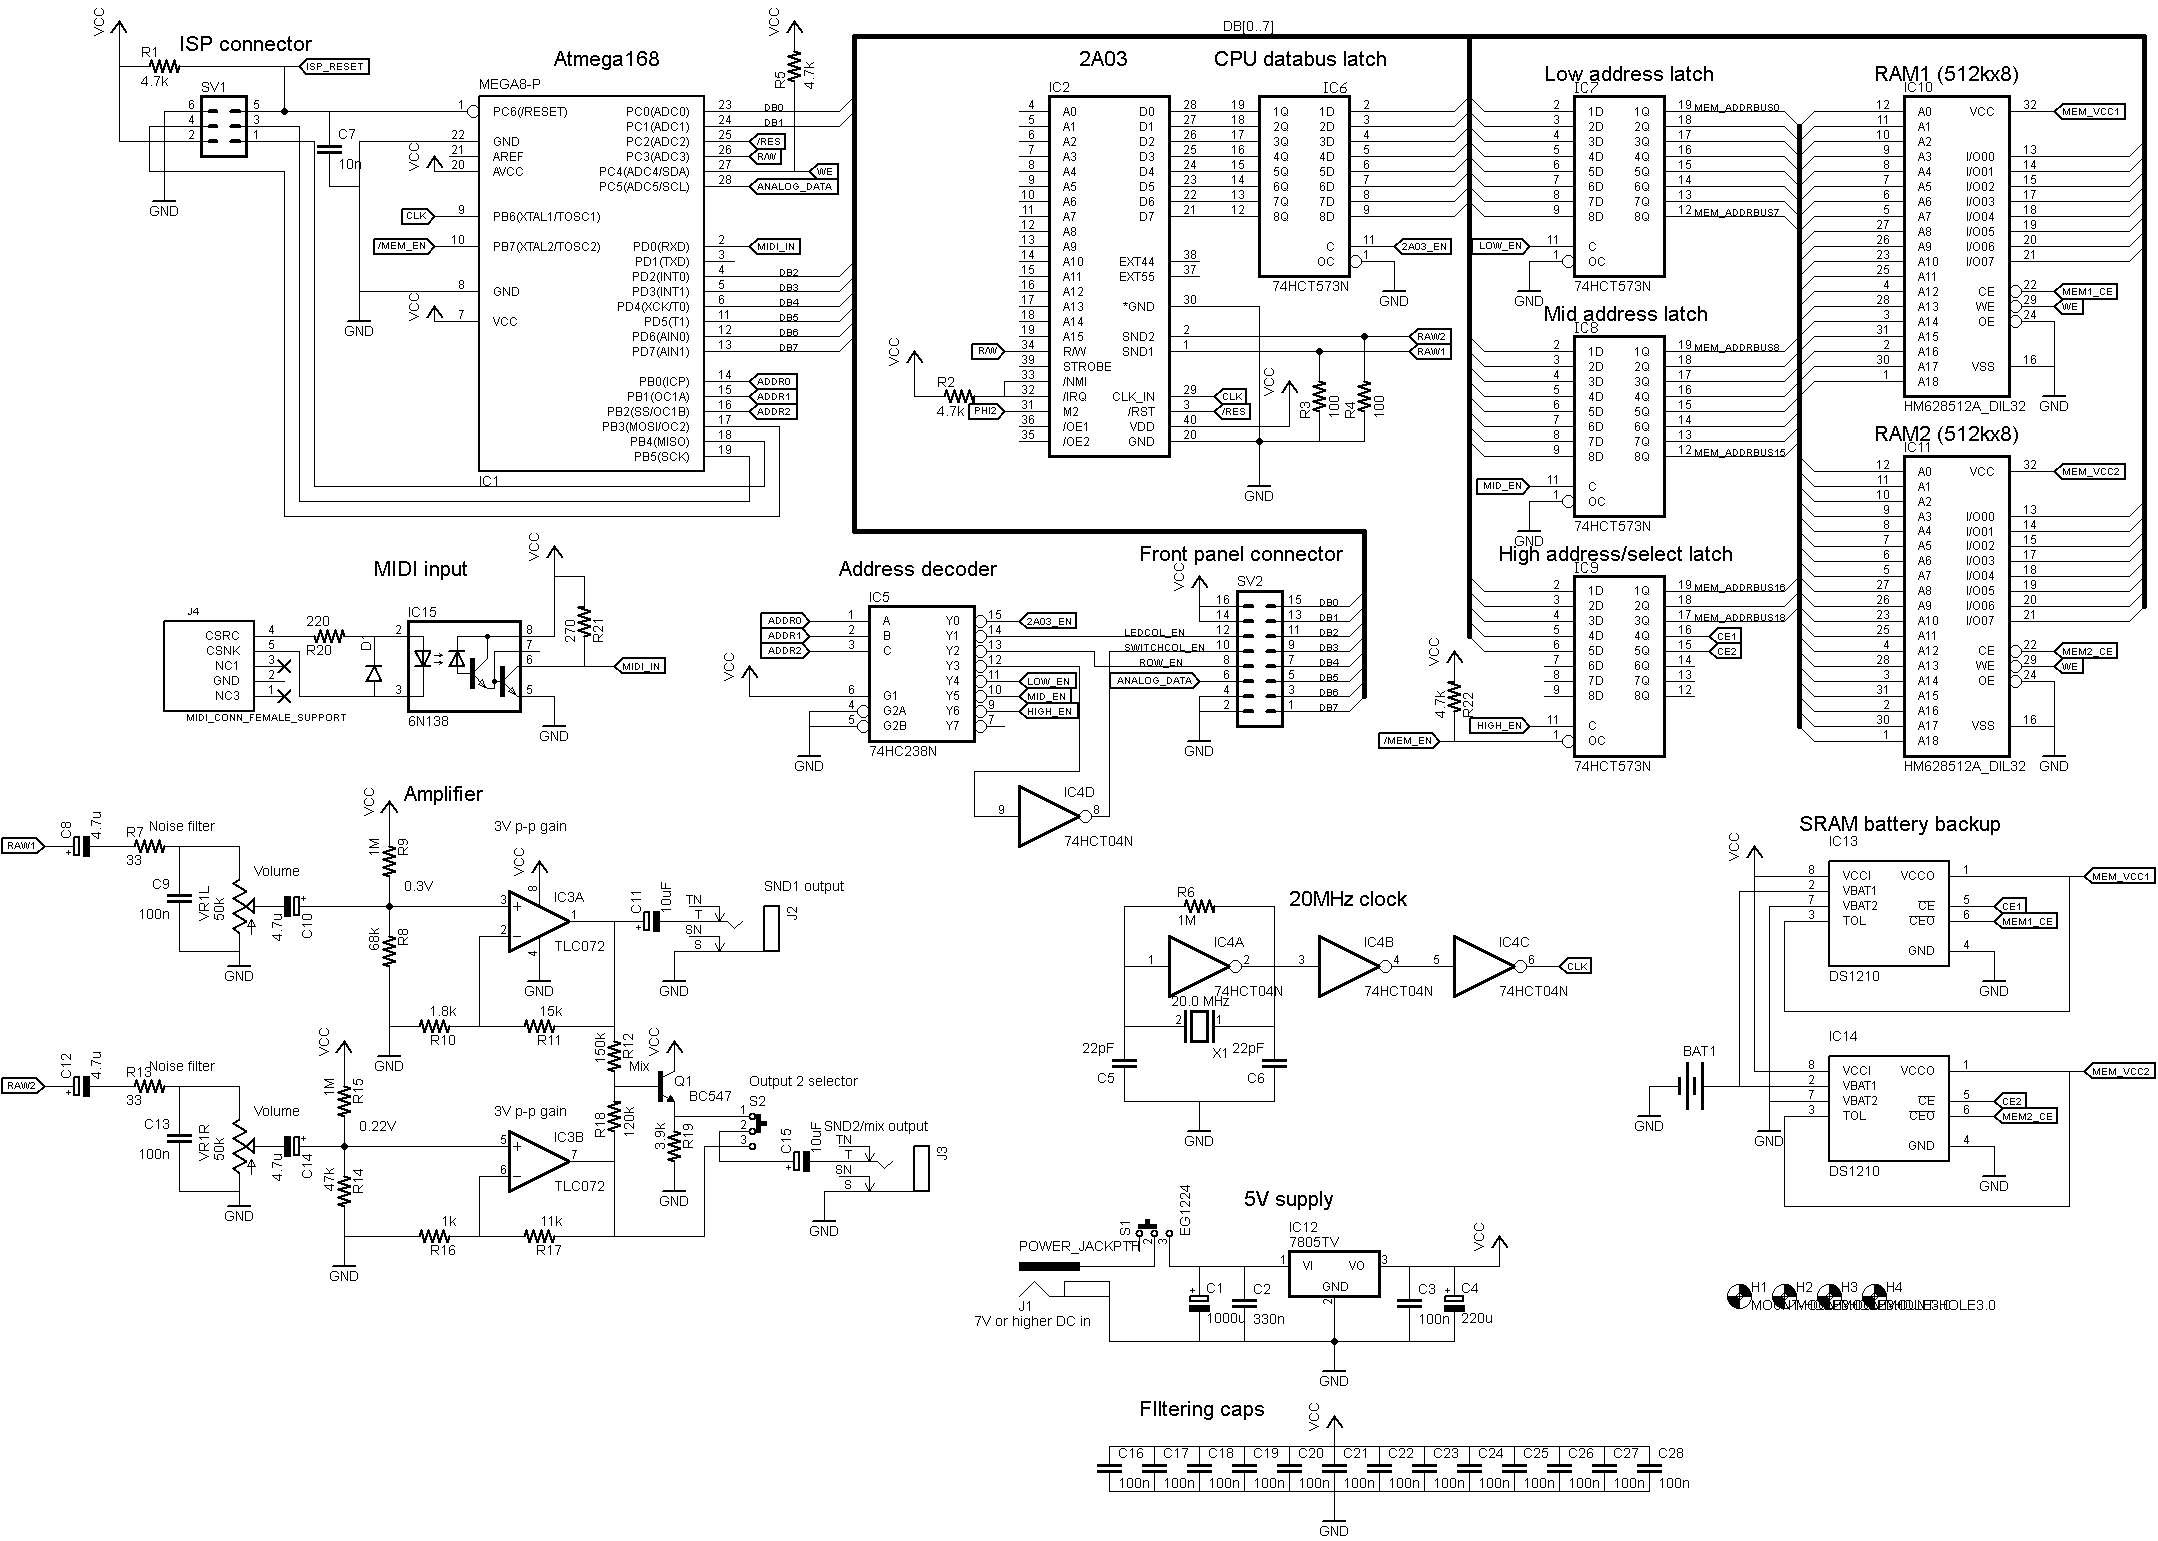 ISP connector
VCC
R1
4.7k
ISP_RESET
SV1
6
4
2
5
3
1
C7
10n
GND
GND
Atmega168
MEGA8-P
VCC
R5
4.7k
1 PC6(/RESET)
22 GND
21 AREF
VCC 20 AVCC
CLK 9 PB6(XTAL1/TOSC1)
/MEM_EN 10 PB7(XTAL2/TOSC2)
8 GND
VCC 7 VCC
PC0(ADC0) 23 DB0
PC1(ADC1) 24 DB1
PC2(ADC2) 25 /RES
PC3(ADC3) 26 R/W
PC4(ADC4/SDA) 27 WE
PC5(ADC5/SCL) 28 ANALOG_DATA
PD0(RXD) 2 MIDI_IN
PD1(TXD) 3
PD2(INT0) 4 DB2
PD3(INT1) 5 DB3
PD4(XCK/T0) 6 DB4
PD5(T1) 11 DB5
PD6(AIN0) 12 DB6
PD7(AIN1) 13 DB7
PB0(ICP) 14 ADDR0
PB1(OC1A) 15 ADDR1
PB2(SS/OC1B) 16 ADDR2
PB3(MOSI/OC2) 17
PB4(MISO) 18
PB5(SCK) 19
IC1
DB[0..7]
2A03
IC2
4 A0 D0 28
5 A1 D1 27
6 A2 D2 26
7 A3 D3 25
8 A4 D4 24
9 A5 D5 23
10 A6 D6 22
11 A7 D7 21
12 A8
13 A9
14 A10 EXT44 38
15 A11 EXT55 37
16 A12
17 A13 *GND 30
18 A14
19 A15 SND2 2 RAW2
R/W 34 R/W SND1 1 RAW1
39 STROBE
33 /NMI
32 /IRQ CLK_IN 29 CLK
PHI2 31 M2 /RST 3 /RES
36 /OE1 VDD 40
35 /OE2 GND 20
VCC
R2
4.7k
VCC
R3
100
R4
100
GND
CPU databus latch
IC6
19 1Q 1D 2
18 2Q 2D 3
17 3Q 3D 4
16 4Q 4D 5
15 5Q 5D 6
14 6Q 6D 7
13 7Q 7D 8
12 8Q 8D 9
C 11 2A03_EN
OC 1
74HCT573N
GND
Low address latch
IC7
2 1D 1Q 19 MEM_ADDRBUS0
3 2D 2Q 18
4 3D 3Q 17
5 4D 4Q 16
6 5D 5Q 15
7 6D 6Q 14
8 7D 7Q 13
9 8D 8Q 12 MEM_ADDRBUS7
LOW_EN 11 C
1 OC
GND
74HCT573N
Mid address latch
IC8
2 1D 1Q 19 MEM_ADDRBUS8
3 2D 2Q 18
4 3D 3Q 17
5 4D 4Q 16
6 5D 5Q 15
7 6D 6Q 14
8 7D 7Q 13
9 8D 8Q 12 MEM_ADDRBUS15
MID_EN 11 C
1 OC
GND
74HCT573N
High address/select latch
IC9
2 1D 1Q 19 MEM_ADDRBUS16
3 2D 2Q 18
4 3D 3Q 17 MEM_ADDRBUS18
5 4D 4Q 16 CE1
6 5D 5Q 15 CE2
7 6D 6Q 14
8 7D 7Q 13
9 8D 8Q 12
VCC
4.7k
R22
HIGH_EN 11 C
/MEM_EN 1 OC
74HCT573N
RAM1 (512kx8)
IC10
12 A0 VCC 32 MEM_VCC1
11 A1
10 A2
9 A3 I/O00 13
8 A4 I/O01 14
7 A5 I/O02 15
6 A6 I/O03 17
5 A7 I/O04 18
27 A8 I/O05 19
26 A9 I/O06 20
23 A10 I/O07 21
25 A11
4 A12 CE 22 MEM1_CE
28 A13 WE 29 WE
3 A14 OE 24
31 A15
2 A16
30 A17 VSS 16
1 A18
HM628512A_DIL32
GND
RAM2 (512kx8)
IC11
12 A0 VCC 32 MEM_VCC2
11 A1
10 A2
9 A3 I/O00 13
8 A4 I/O01 14
7 A5 I/O02 15
6 A6 I/O03 17
5 A7 I/O04 18
27 A8 I/O05 19
26 A9 I/O06 20
23 A10 I/O07 21
25 A11
4 A12 CE 22 MEM2_CE
28 A13 WE 29 WE
3 A14 OE 24
31 A15
2 A16
30 A17 VSS 16
1 A18
HM628512A_DIL32
GND
MIDI input
J4
CSRC 4
CSNK 5
NC1 3
GND 2
NC3 1
MIDI_CONN_FEMALE_SUPPORT
220
R20
IC15
2
3
8
7
6
5
6N138
VCC
270
R21
MIDI_IN
GND
Address decoder
IC5
ADDR0 1 A Y0 15 2A03_EN
ADDR1 2 B Y1 14
ADDR2 3 C Y2 13
Y3 12
Y4 11 LOW_EN
VCC 6 G1 Y5 10 MID_EN
4 G2A Y6 9 HIGH_EN
5 G2B Y7 7
74HC238N
GND
9 IC4D 8
74HCT04N
Front panel connector
VCC
SV2
16 15 DB0
14 13 DB1
LEDCOL_EN 12 11 DB2
SWITCHCOL_EN 10 9 DB3
ROW_EN 8 7 DB4
ANALOG_DATA 6 5 DB5
4 3 DB6
2 1 DB7
GND
Amplifier
RAW1
C8
4.7u
R7
33
Noise filter
C9
100n
VR1L
50k
Volume
4.7u
C10
GND
VCC
1M
R9
0.3V
68k
R8
3V p-p gain
VCC
8
3
2
1
4
IC3A
TLC072
GND
1.8k
R10
15k
R11
GND
C11
10uF
SND1 output
TN
T
SN
S
J2
GND
RAW2
C12
4.7u
R13
33
Noise filter
C13
100n
VR1R
50k
Volume
4.7u
C14
GND
VCC
1M
R15
0.22V
47k
R14
GND
3V p-p gain
5
6
7
IC3B
TLC072
1k
R16
11k
R17
150k
R12
Mix
R18
120k
VCC
Q1
BC547
3.9k
R19
GND
Output 2 selector
S2
1
2
3
C15
10uF
SND2/mix output
TN
T
SN
S
J3
GND
20MHz clock
R6
1M
1 IC4A 2
74HCT04N
3 IC4B 4
74HCT04N
5 IC4C 6
74HCT04N
CLK
20.0 MHz
2 1
X1
22pF
C5
22pF
C6
GND
SRAM battery backup
IC13
VCC
8 VCCI VCCO 1 MEM_VCC1
2 VBAT1
7 VBAT2 CE 5 CE1
3 TOL CEO 6 MEM1_CE
GND 4
DS1210
GND
IC14
8 VCCI VCCO 1 MEM_VCC2
2 VBAT1
7 VBAT2 CE 5 CE2
3 TOL CEO 6 MEM2_CE
GND 4
DS1210
GND
BAT1
GND
GND
5V supply
POWER_JACKPTH
J1
7V or higher DC in
S1
1
2
3
EG1224
C1
1000u
C2
330n
IC12
7805TV
1 VI VO 3
GND
2
C3
100n
C4
220u
VCC
GND
H1 H2 H3 H4
FIltering caps
VCC
C16 C17 C18 C19 C20 C21 C22 C23 C24 C25 C26 C27 C28
100n 100n 100n 100n 100n 100n 100n 100n 100n 100n 100n 100n 100n
GND